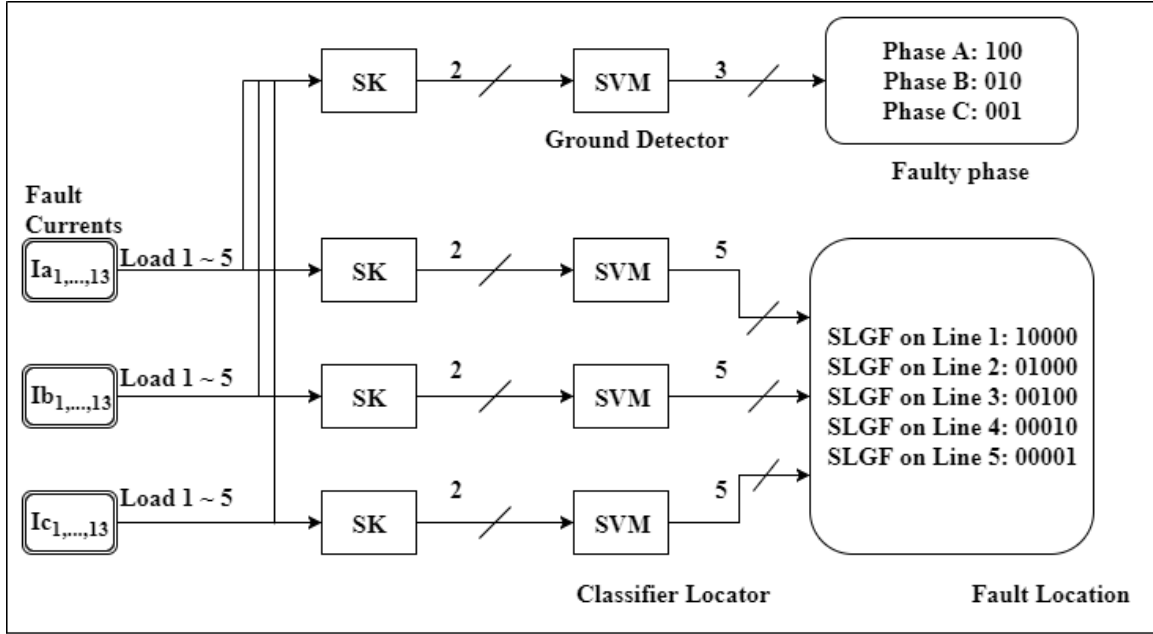 SK
2
SVM
3
Phase A: 100
Phase B: 010
Phase C: 001
Ground Detector
Faulty phase
Fault
Currents
Ia1,...,13
Load 1 ~ 5
SK
2
SVM
5
Ib1,...,13
Load 1 ~ 5
SK
2
SVM
5
Ic1,...,13
Load 1 ~ 5
SK
2
SVM
5
SLGF on Line 1: 10000
SLGF on Line 2: 01000
SLGF on Line 3: 00100
SLGF on Line 4: 00010
SLGF on Line 5: 00001
Classifier Locator
Fault Location